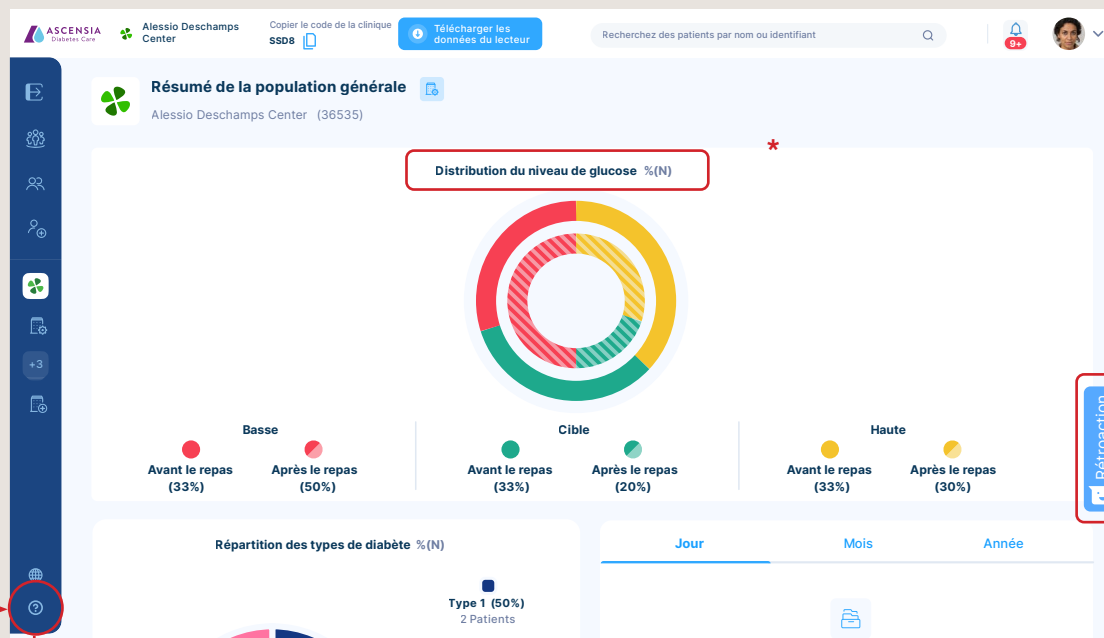 ASCENSIA
Diabetes Care
Alessio Deschamps
Center
Copier le code de la clinique
SSD8
Télécharger les
données du lecteur
Recherchez des patients par nom ou identifiant
9+
Résumé de la population générale
Alessio Deschamps Center (36535)
*
Distribution du niveau de glucose %(N)
+3
Basse
Avant le repas
(33%)
Après le repas
(50%)
Cible
Avant le repas
(33%)
Après le repas
(20%)
Haute
Avant le repas
(33%)
Après le repas
(30%)
Rétroaction
Répartition des types de diabète %(N)
Type 1 (50%)
2 Patients
Jour
Mois
Année
?